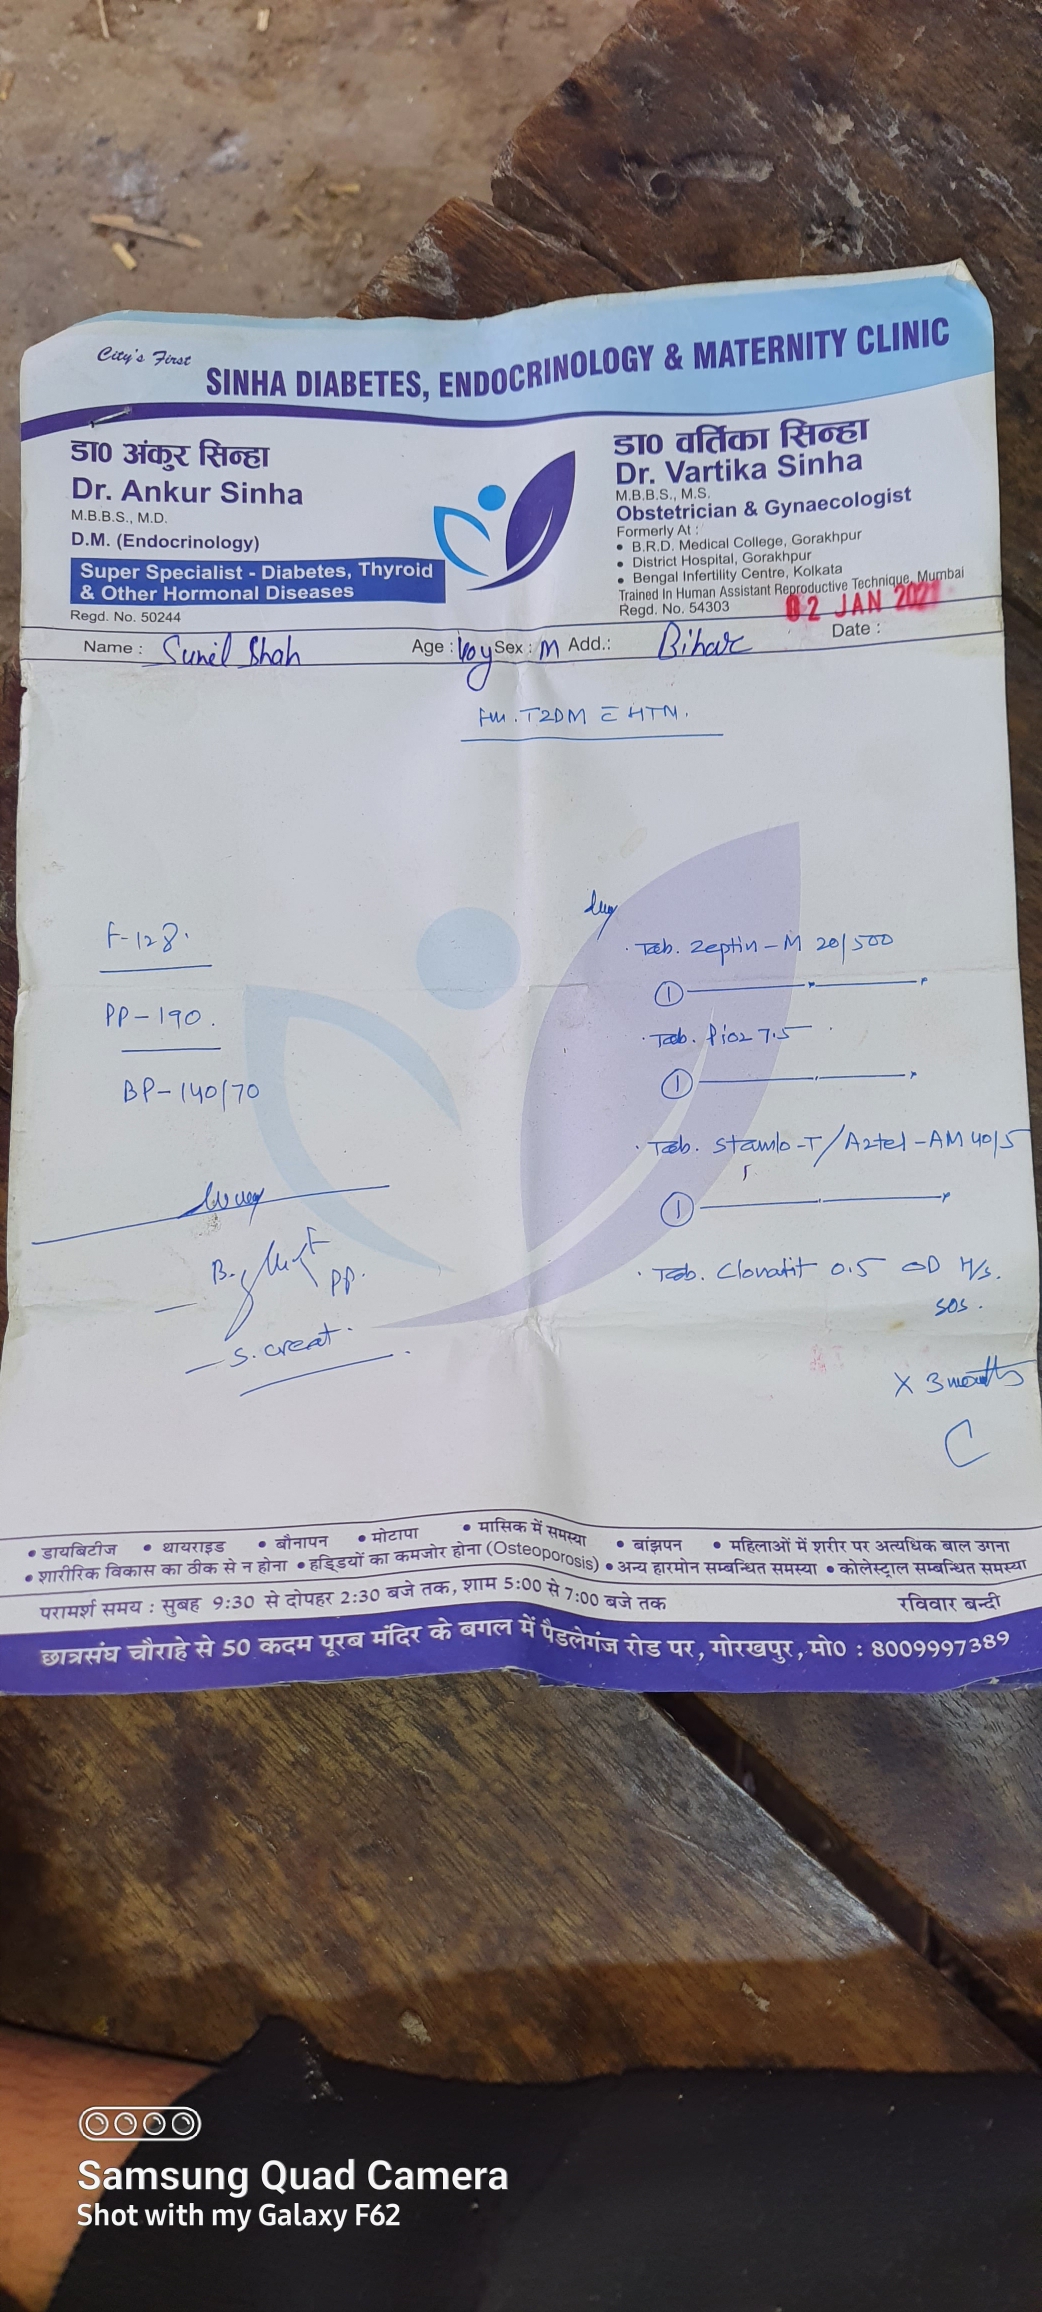 City's First
SINHA DIABETES, ENDOCRINOLOGY & MATERNITY CLINIC
डा0 अंकुर सिन्हा
Dr. Ankur Sinha
M.B.B.S., M.D.
D.M. (Endocrinology)
Super Specialist - Diabetes, Thyroid
& Other Hormonal Diseases
Regd. No. 50244
डा0 वर्तिका सिन्हा
Dr. Vartika Sinha
M.B.B.S., M.S.
Obstetrician & Gynaecologist
Formerly At :
• B.R.D. Medical College, Gorakhpur
• District Hospital, Gorakhpur
• Bengal Infertility Centre, Kolkata
Trained In Human Assistant Reproductive Technique, Mumbai
Regd. No. 54303
02 JAN 2021
Name : Sunil Shah Age : Sex : M Add.: Bihar Date :
T2DM c HTN.
F-128.
PP-190.
BP-140/70
B. F
PP.
- S. creat.
Tab. Zeptin-M 20/500
1
Tab. Pioz 7.5
1
Tab. Stamlo-T/Aztel-AM 40/5
1
Tab. 0.5 OD H/S.
SOS.
X 3 months
• डायबिटीज • थायराइड • बौनापन • मोटापा • मासिक में समस्या • बांझपन • महिलाओं में शरीर पर अत्यधिक बाल उगना
• शारीरिक विकास का ठीक से न होना • हड्डियों का कमजोर होना (Osteoporosis) • अन्य हारमोन सम्बन्धित समस्या • कोलेस्ट्राल सम्बन्धित समस्या
परामर्श समय : सुबह 9:30 से दोपहर 2:30 बजे तक, शाम 5:00 से 7:00 बजे तक रविवार बन्दी
छात्रसंघ चौराहे से 50 कदम पूरब मंदिर के बगल में पैडलेगंज रोड पर, गोरखपुर, मो0 : 8009997389
Samsung Quad Camera
Shot with my Galaxy F62